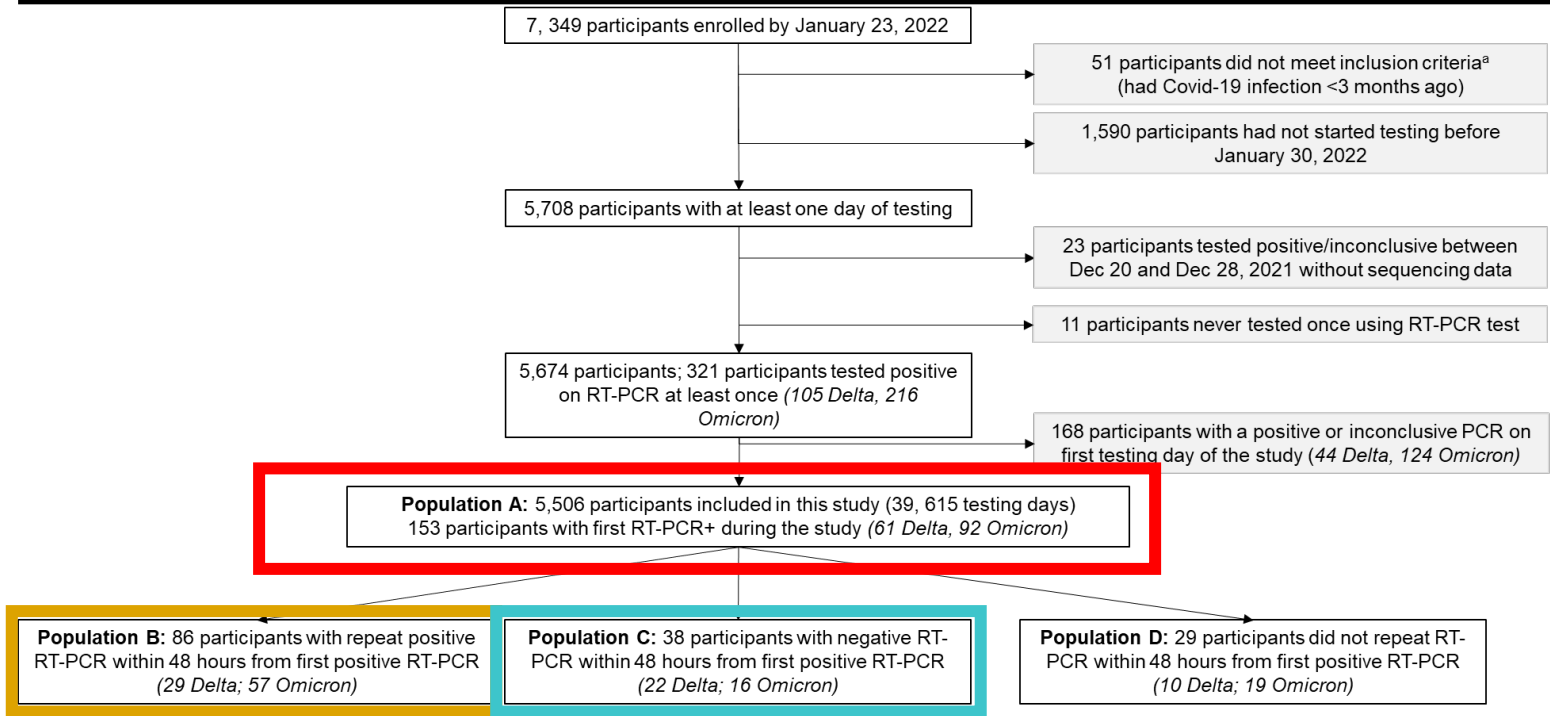 7, 349 participants enrolled by January 23, 2022
51 participants did not meet inclusion criteriaᵃ
(had Covid-19 infection <3 months ago)
1,590 participants had not started testing before
January 30, 2022
5,708 participants with at least one day of testing
23 participants tested positive/inconclusive between
Dec 20 and Dec 28, 2021 without sequencing data
11 participants never tested once using RT-PCR test
5,674 participants; 321 participants tested positive
on RT-PCR at least once (105 Delta, 216
Omicron)
168 participants with a positive or inconclusive PCR on
first testing day of the study (44 Delta, 124 Omicron)
Population A: 5,506 participants included in this study (39, 615 testing days)
153 participants with first RT-PCR+ during the study (61 Delta, 92 Omicron)
Population B: 86 participants with repeat positive
RT-PCR within 48 hours from first positive RT-PCR
(29 Delta; 57 Omicron)
Population C: 38 participants with negative RT-
PCR within 48 hours from first positive RT-PCR
(22 Delta; 16 Omicron)
Population D: 29 participants did not repeat RT-
PCR within 48 hours from first positive RT-PCR
(10 Delta; 19 Omicron)